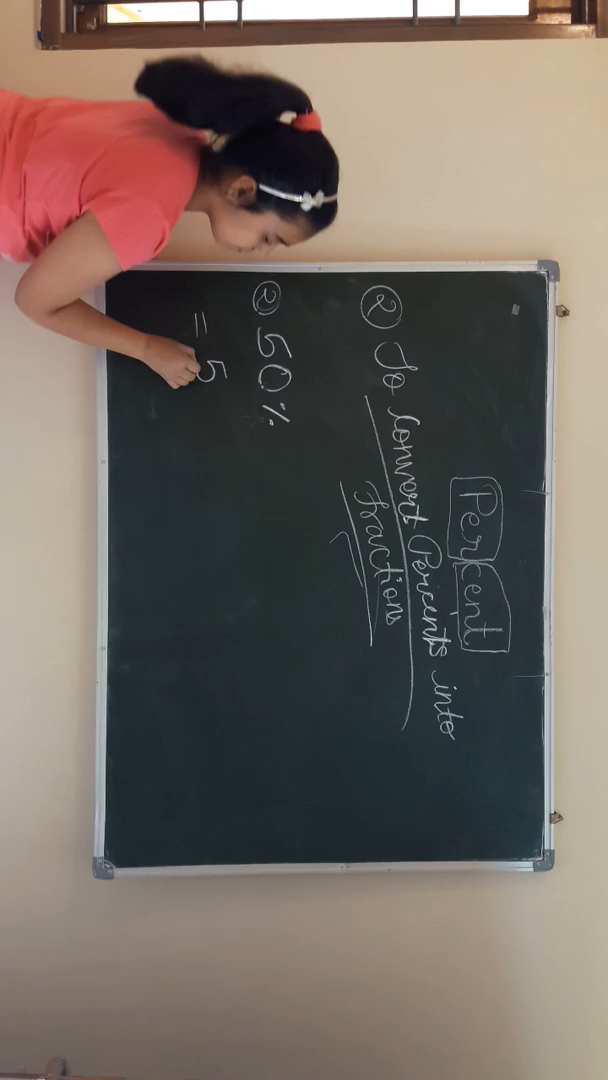 Percent
② To convert Percents into
Fractions
② 50%
= 5